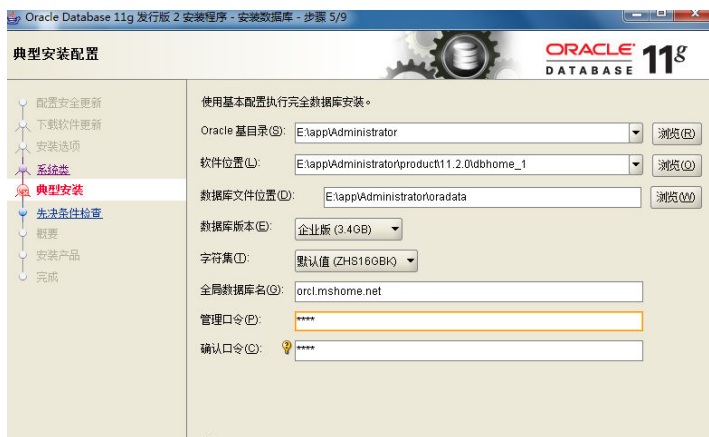 Oracle Database 11g 发行版 2 安装程序 - 安装数据库 - 步骤 5/9
典型安装配置
ORACLE DATABASE 11g
配置安全更新
下载软件更新
安装选项
系统类
典型安装
先决条件检查
概要
安装产品
完成
使用基本配置执行完全数据库安装。
Oracle 基目录(S): E:\app\Administrator 浏览(R)
软件位置(L): E:\app\Administrator\product\11.2.0\dbhome_1 浏览(O)
数据库文件位置(D): E:\app\Administrator\oradata 浏览(W)
数据库版本(E): 企业版 (3.4GB)
字符集(T): 默认值 (ZHS16GBK)
全局数据库名(G): orcl.mshome.net
管理口令(P): ****
确认口令(C): ****